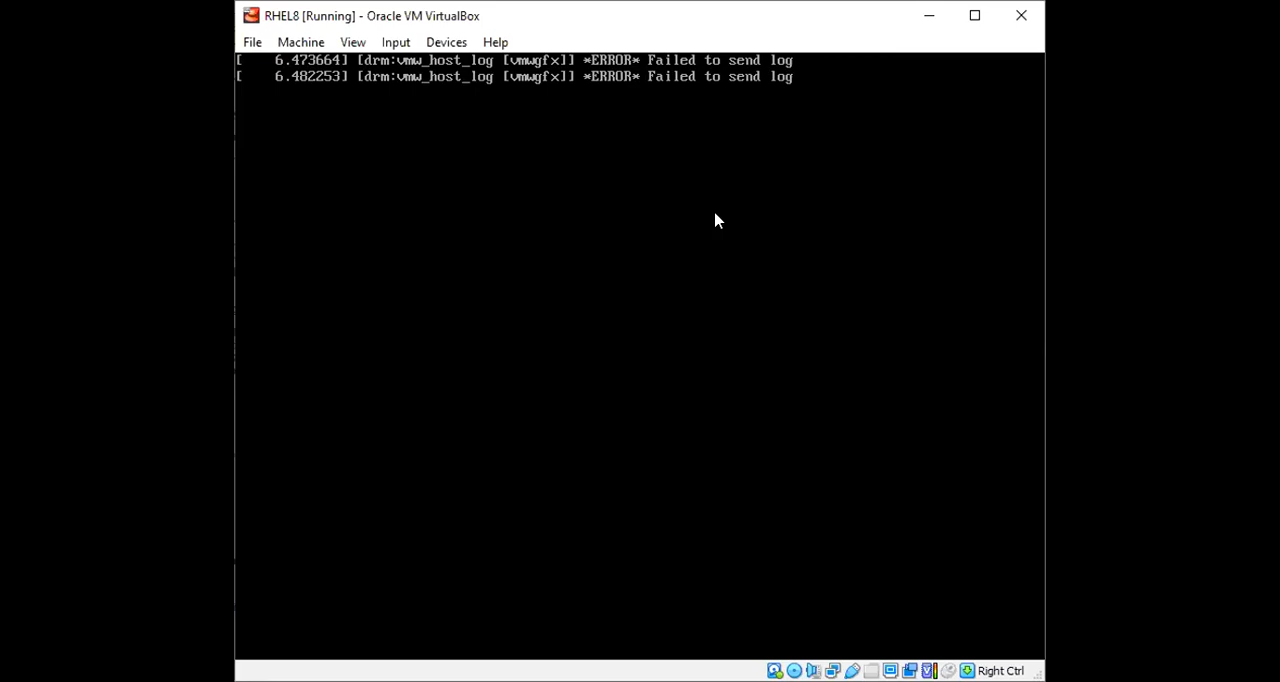 RHEL8 [Running] - Oracle VM VirtualBox
File Machine View Input Devices Help
[    6.473664] [drm:vmw_host_log [vmwgfx]] *ERROR* Failed to send log
[    6.482253] [drm:vmw_host_log [vmwgfx]] *ERROR* Failed to send log
Right Ctrl